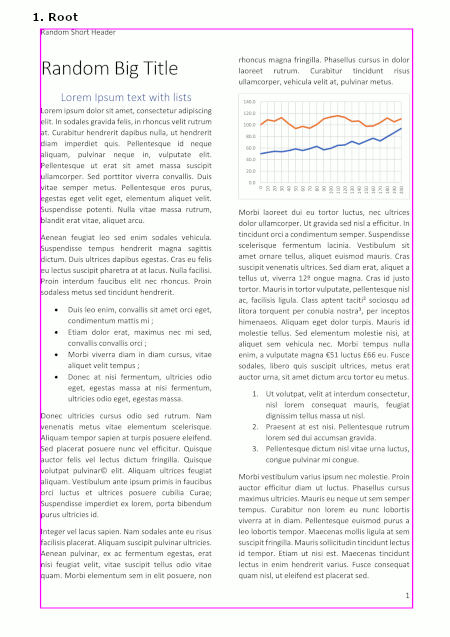 1. Root
Random Short Header
Random Big Title
Lorem Ipsum text with lists
Lorem ipsum dolor sit amet, consectetur adipiscing
elit. In sodales gravida felis, in rhoncus velit rutrum
at. Curabitur hendrerit dapibus nulla, ut hendrerit
diam imperdiet quis. Pellentesque id neque
aliquam, pulvinar neque in, vulputate elit.
Pellentesque ut erat sit amet massa suscipit
ullamcorper. Sed porttitor viverra convallis. Duis
vitae semper metus. Pellentesque eros purus,
egestas eget velit eget, elementum aliquet velit.
Suspendisse potenti. Nulla vitae massa rutrum,
blandit erat vitae, aliquet arcu.
Aenean feugiat leo sed enim sodales vehicula.
Suspendisse tempus hendrerit magna sagittis
dictum. Duis ultrices dapibus egestas. Cras eu felis
eu lectus suscipit pharetra at at lacus. Nulla facilisi.
Proin interdum faucibus elit nec rhoncus. Proin
sodaless metus sed tincidunt hendrerit.
• Duis leo enim, convallis sit amet orci eget,
condimentum mattis mi ;
• Etiam dolor erat, maximus nec mi sed,
convallis convallis orci ;
• Morbi viverra diam in diam cursus, vitae
aliquet velit tempus ;
• Donec at nisi fermentum, ultricies odio
eget, egestas massa at nisi fermentum,
ultricies odio eget, egestas massa.
Donec ultricies cursus odio sed rutrum. Nam
venenatis metus vitae elementum scelerisque.
Aliquam tempor sapien at turpis posuere eleifend.
Sed placerat posuere nunc vel efficitur. Quisque
auctor felis vel lectus dictum fringilla. Quisque
volutpat pulvinar© elit. Aliquam ultrices feugiat
aliquam. Vestibulum ante ipsum primis in faucibus
orci luctus et ultrices posuere cubilia Curae;
Suspendisse imperdiet ex lorem, porta bibendum
purus ultricies id.
Integer vel lacus sapien. Nam sodales ante eu risus
facilisis placerat. Aliquam suscipit pulvinar ultricies.
Aenean pulvinar, ex ac fermentum egestas, erat
nisi feugiat velit, vitae suscipit tellus odio vitae
quam. Morbi elementum sem in elit posuere, non
rhoncus magna fringilla. Phasellus cursus in dolor
laoreet rutrum. Curabitur tincidunt risus
ullamcorper, vehicula velit at, pulvinar metus.
140.0
120.0
100.0
80.0
60.0
40.0
20.0
0.0
0 10 20 30 40 50 60 70 80 90 100 110 120 130 140 150 160 170 180 190 200
Morbi laoreet dui eu tortor luctus, nec ultrices
dolor ullamcorper. Ut gravida sed nisl a efficitur. In
tincidunt orci a condimentum semper. Suspendisse
scelerisque fermentum lacinia. Vestibulum sit
amet ornare tellus, aliquet euismod mauris. Cras
suscipit venenatis ultrices. Sed diam erat, aliquet a
tellus ut, viverra 12º ongue magna. Cras id justo
tortor. Mauris in tortor vulputate, pellentesque nisl
ac, facilisis ligula. Class aptent taciti² sociosqu ad
litora torquent per conubia nostra³, per inceptos
himenaeos. Aliquam eget dolor turpis. Mauris id
molestie tellus. Sed elementum molestie nisi, at
aliquet sem vehicula nec. Morbi tempus nulla
enim, a vulputate magna €51 luctus £66 eu. Fusce
sodales, libero quis suscipit ultrices, metus erat
auctor urna, sit amet dictum arcu tortor eu metus.
1. Ut volutpat, velit at interdum consectetur,
nisl lorem consequat mauris, feugiat
dignissim tellus massa ut nisl.
2. Praesent at est nisi. Pellentesque rutrum
lorem sed dui accumsan gravida.
3. Pellentesque dictum nisl vitae urna luctus,
congue pulvinar mi congue.
Morbi vestibulum varius ipsum nec molestie. Proin
auctor efficitur diam ut luctus. Phasellus cursus
maximus ultricies. Mauris eu neque ut sem semper
tempus. Curabitur non lorem eu nunc lobortis
viverra at in diam. Pellentesque euismod purus a
leo lobortis tempor. Maecenas mollis ligula at sem
suscipit fringilla. Mauris sollicitudin tincidunt lectus
id tempor. Etiam ut nisi est. Maecenas tincidunt
lectus in enim hendrerit varius. Fusce consequat
quam nisl, ut eleifend est placerat sed.
1